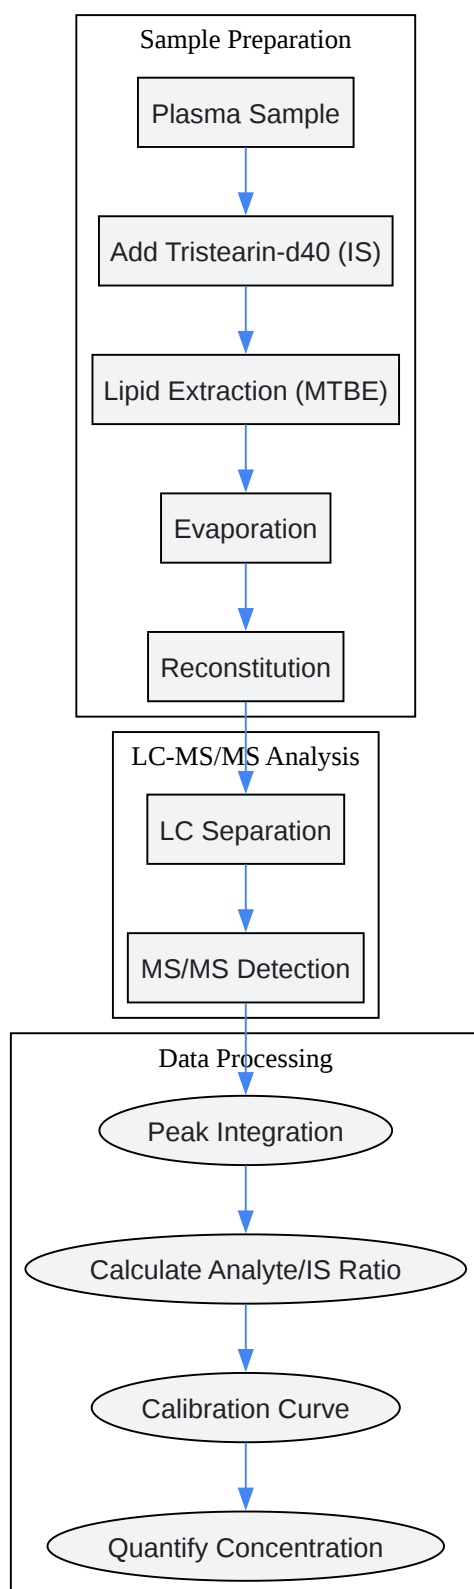 Sample Preparation
Plasma Sample
Add Tristearin-d40 (IS)
Lipid Extraction (MTBE)
Evaporation
Reconstitution
LC-MS/MS Analysis
LC Separation
MS/MS Detection
Data Processing
Peak Integration
Calculate Analyte/IS Ratio
Calibration Curve
Quantify Concentration